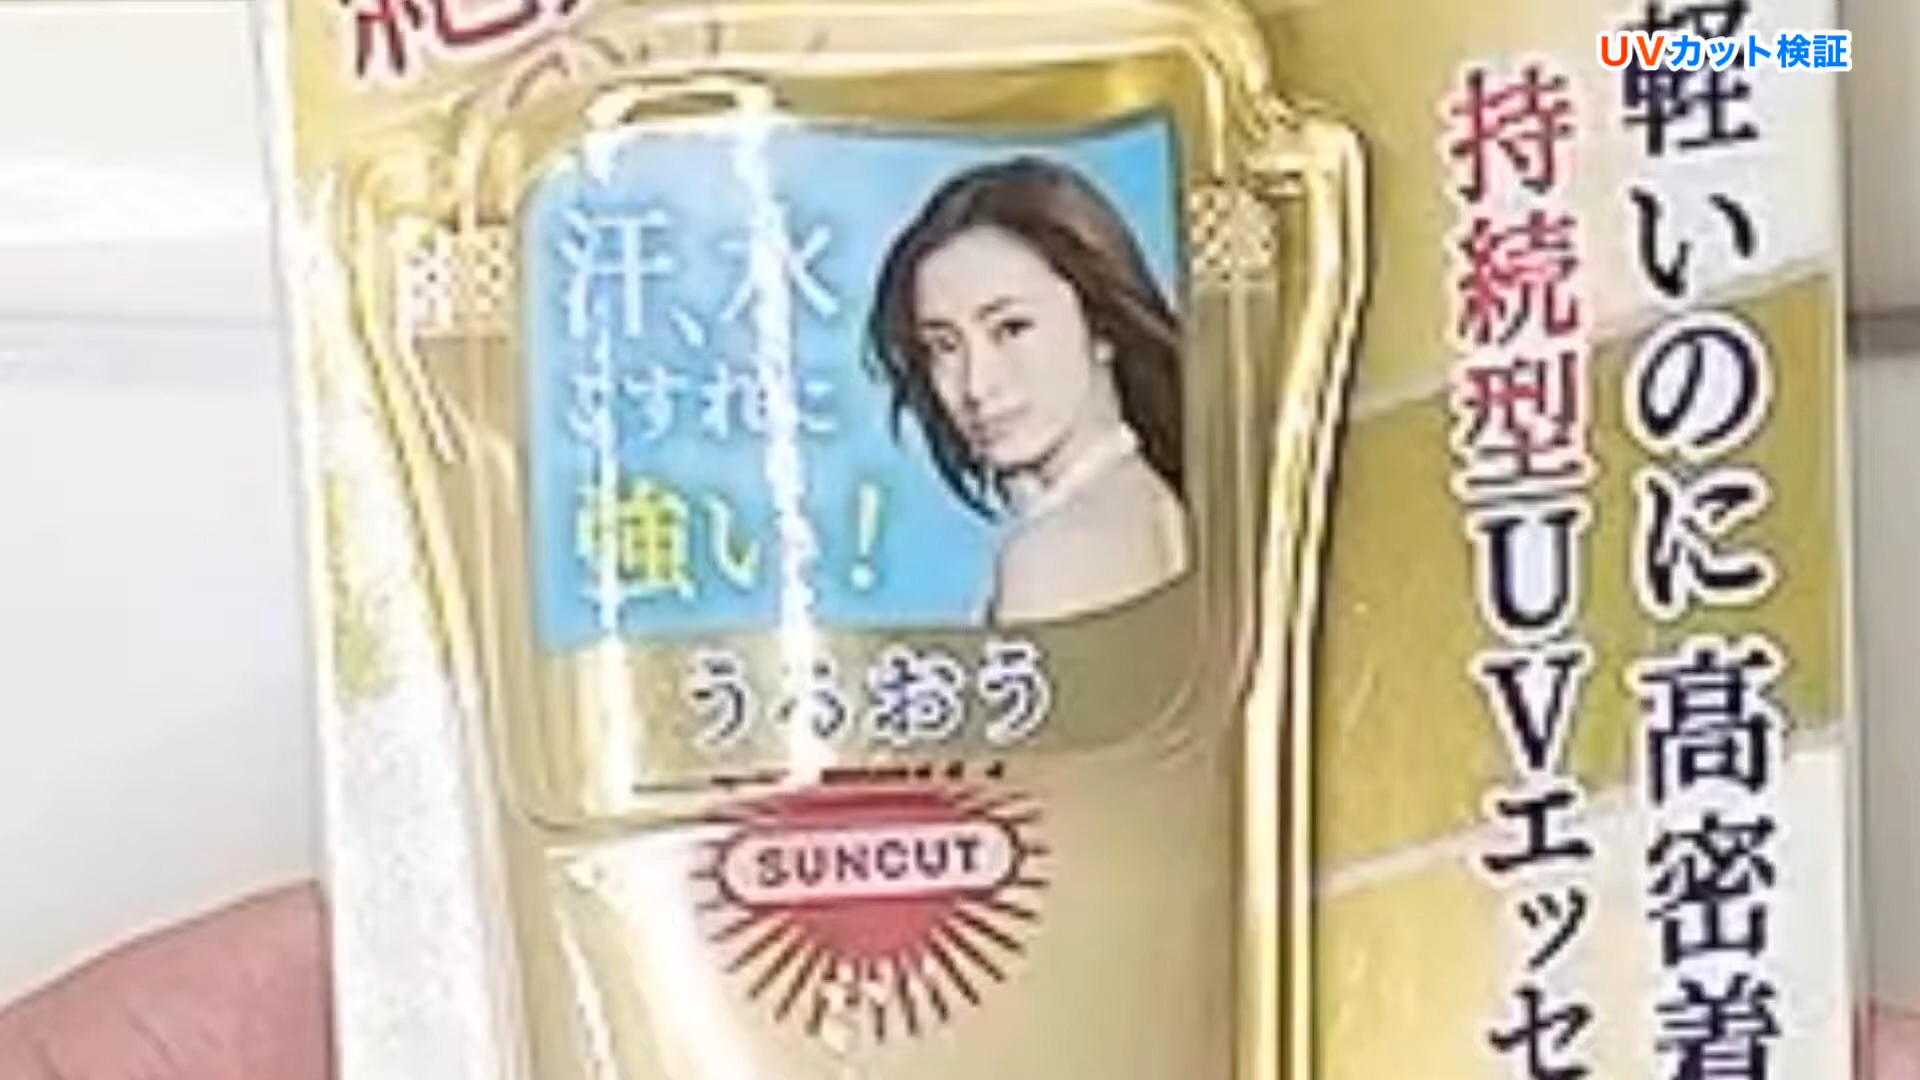 UVカット検証
軽いのに高密着
持続型UVエッセ
汗、水
こすれに
強い!
うるおう
SUNCUT